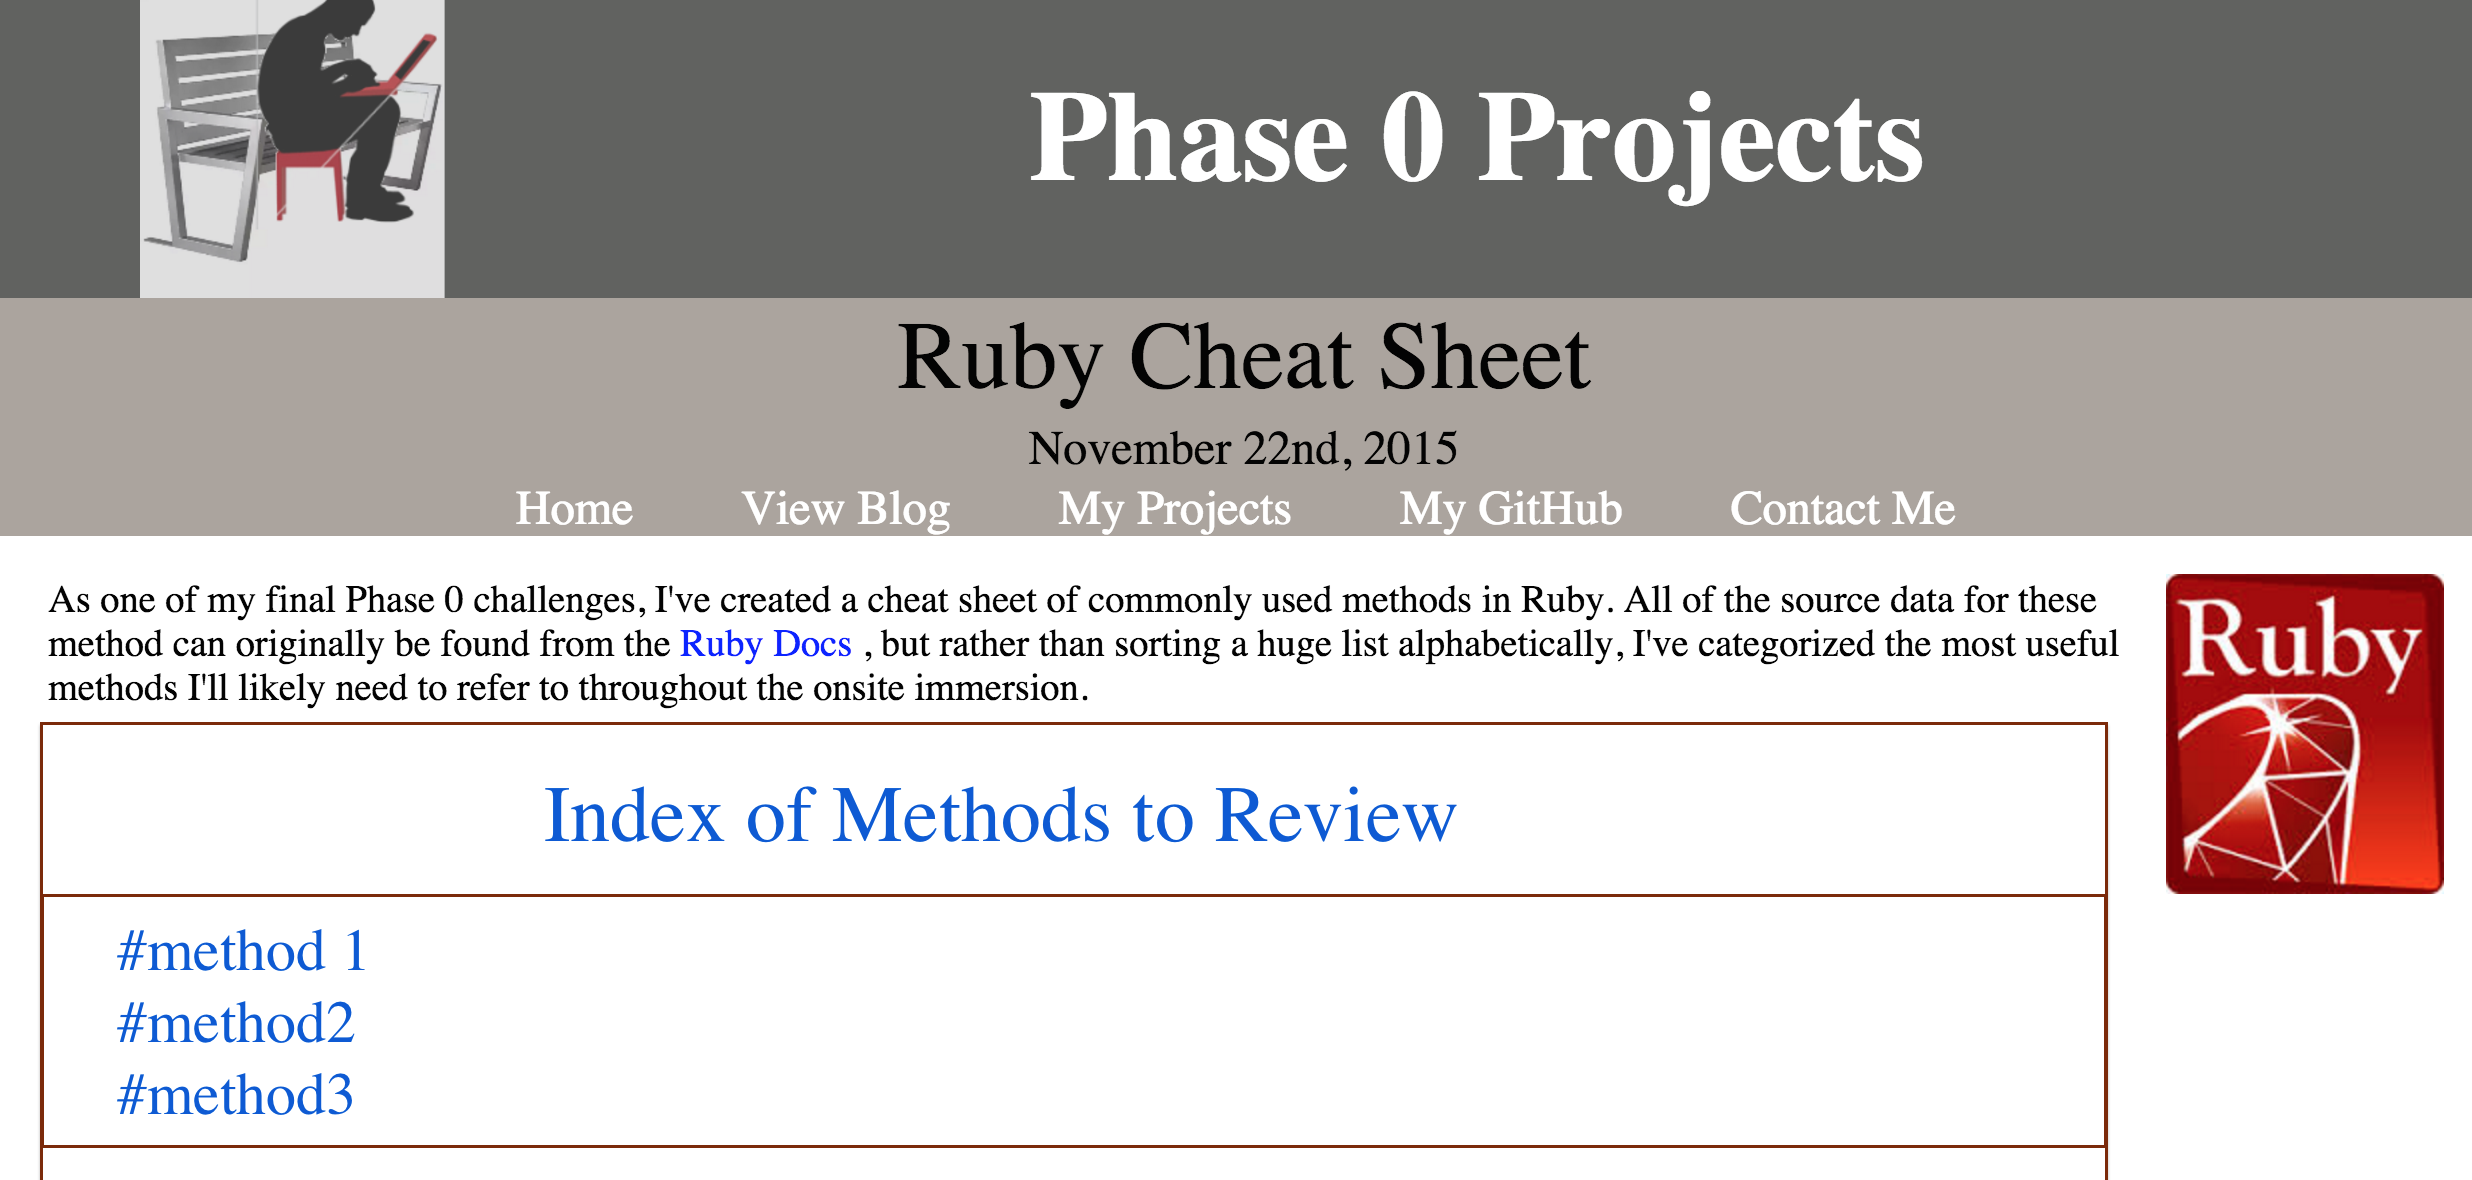 Phase 0 Projects
Ruby Cheat Sheet
November 22nd, 2015
Home View Blog My Projects My GitHub Contact Me
As one of my final Phase 0 challenges, I've created a cheat sheet of commonly used methods in Ruby. All of the source data for these
method can originally be found from the Ruby Docs , but rather than sorting a huge list alphabetically, I've categorized the most useful
methods I'll likely need to refer to throughout the onsite immersion.
Ruby
Index of Methods to Review
#method 1
#method2
#method3